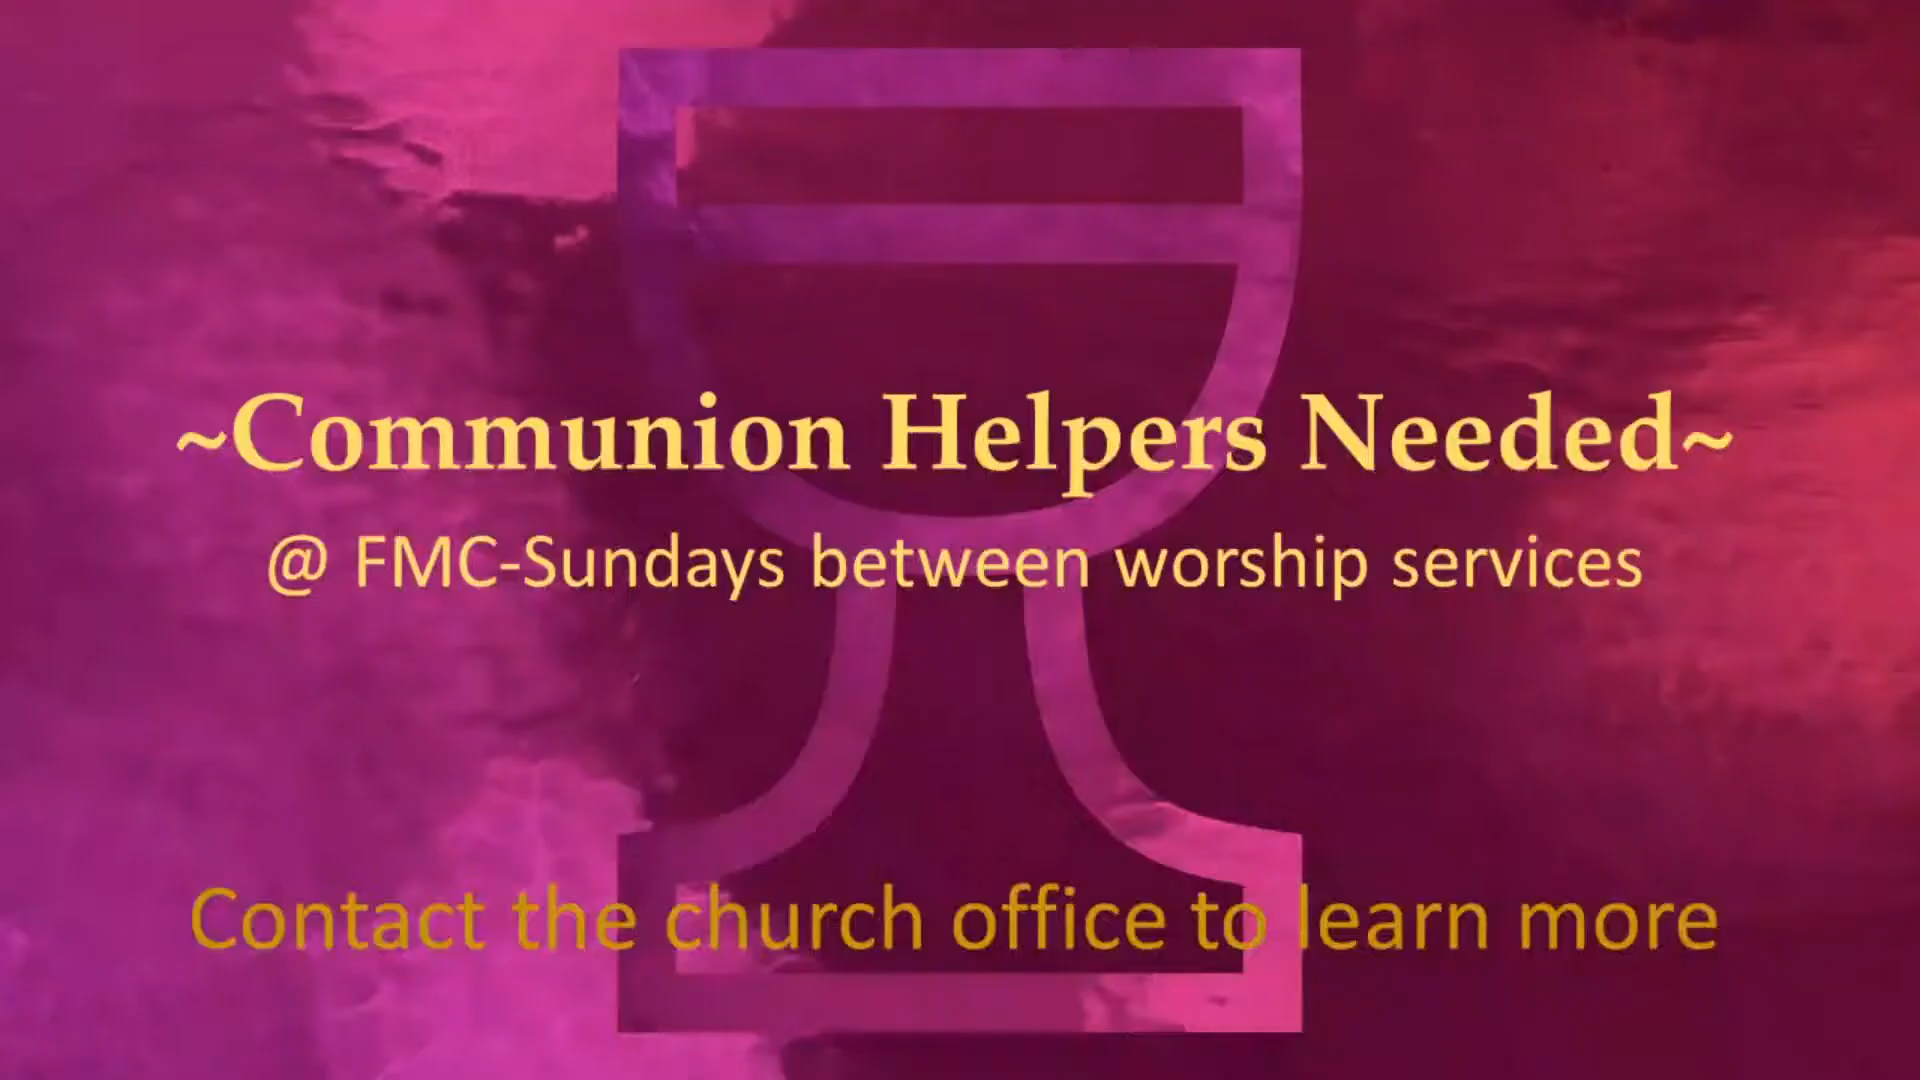 ~Communion Helpers Needed~
@ FMC-Sundays between worship services
Contact the church office to learn more